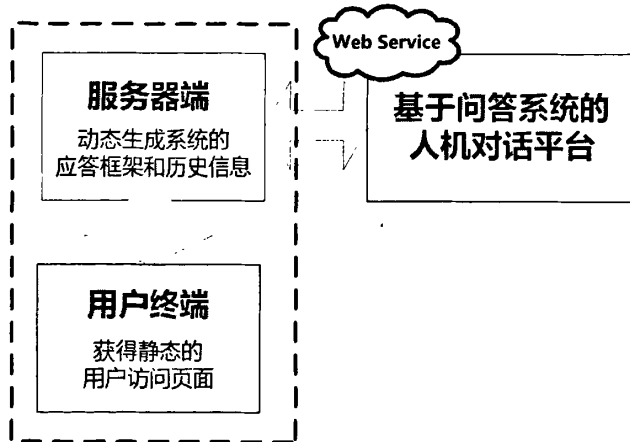 Web Service
服务器端
动态生成系统的
应答框架和历史信息
基于问答系统的
人机对话平台
用户终端
获得静态的
用户访问页面